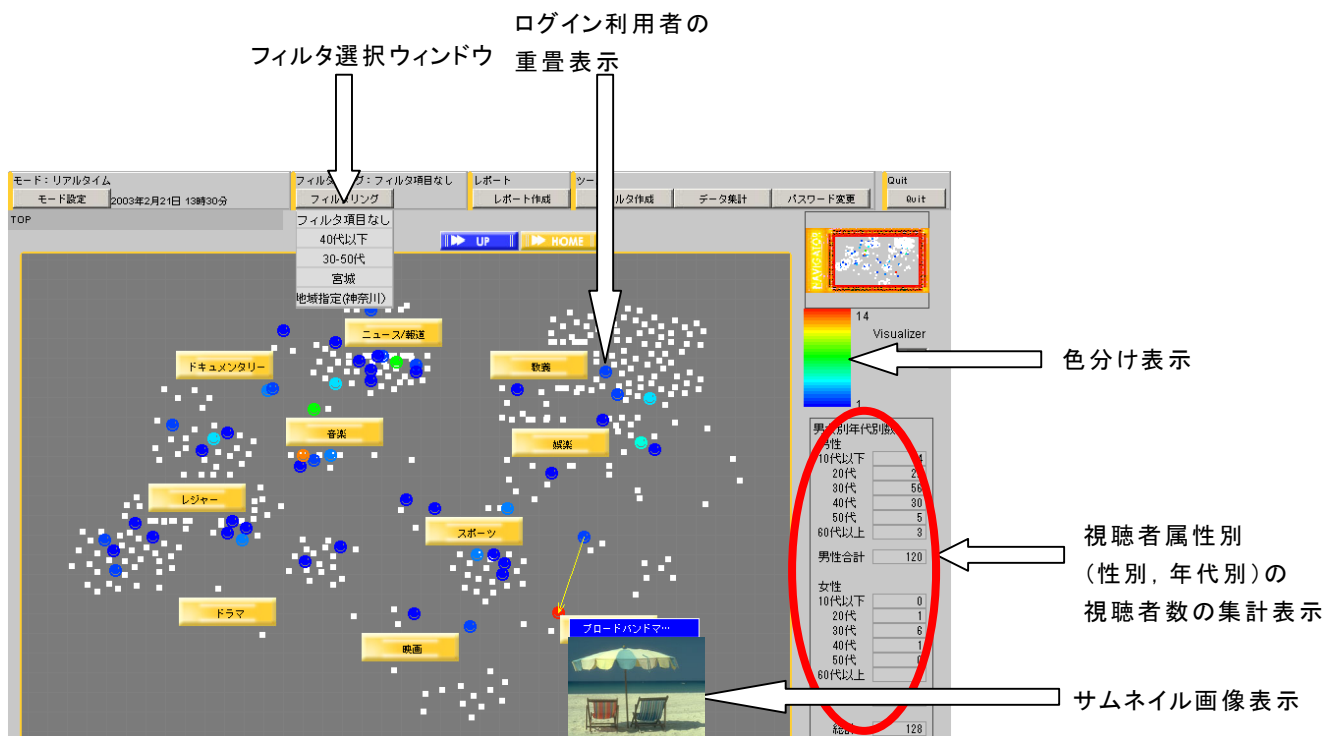 ログイン利用者の
重畳表示
フィルタ選択ウィンドウ
モード：リアルタイム
モード設定
2003年2月21日 13時30分
フィルタ
グ：フィルタ項目なし
フィルタリング
レポート
レポート作成
ツー
ルタ作成
データ集計
パスワード変更
Quit
Quit
TOP
フィルタ項目なし
40代以下
30-50代
宮城
地域指定(神奈川)
UP
HOME
NAVIGATOR
14
Visualizer
1
色分け表示
ニュース/報道
ドキュメンタリー
教養
音楽
娯楽
レジャー
スポーツ
ドラマ
映画
ブロードバンドマ…
男
別年代別数
男性
10代以下
4
20代
2
30代 56
40代 30
50代 5
60代以上 3
男性合計 120
女性
10代以下 0
20代 1
30代 6
40代 1
50代 0
60代以上
総計 128
視聴者属性別
(性別, 年代別)の
視聴者数の集計表示
サムネイル画像表示